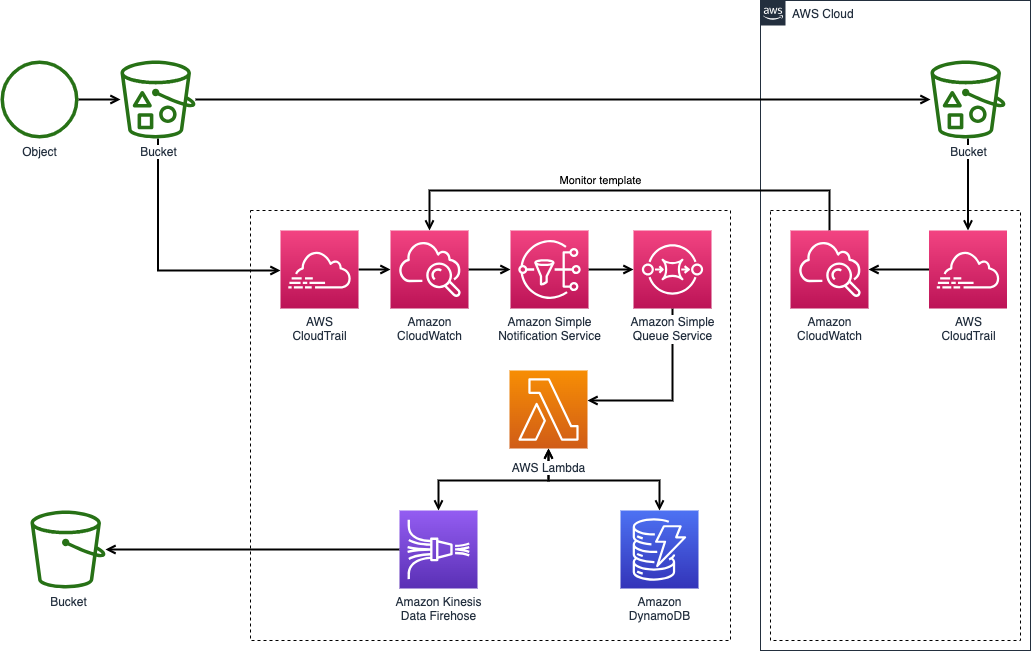 aws
AWS Cloud
Object
Bucket
Bucket
Monitor template
AWS
CloudTrail
Amazon
CloudWatch
Amazon Simple
Notification Service
Amazon Simple
Queue Service
Amazon
CloudWatch
AWS
CloudTrail
AWS Lambda
Bucket
Amazon Kinesis
Data Firehose
Amazon
DynamoDB